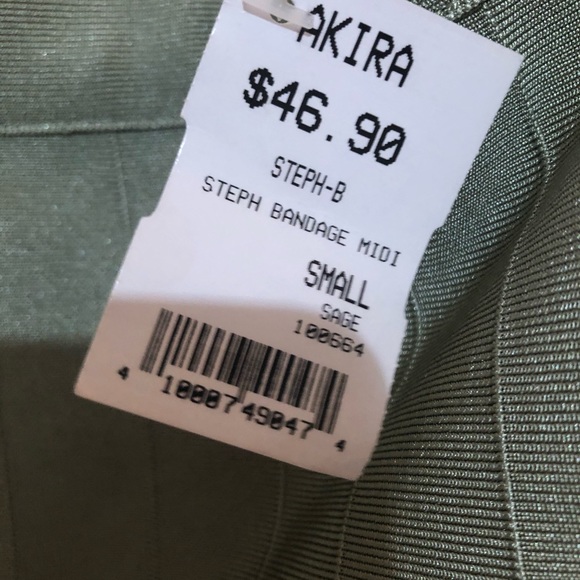 AKIRA
$46.90
STEPH-B
STEPH BANDAGE MIDI
SMALL
SAGE
100664
4 1000749047 4